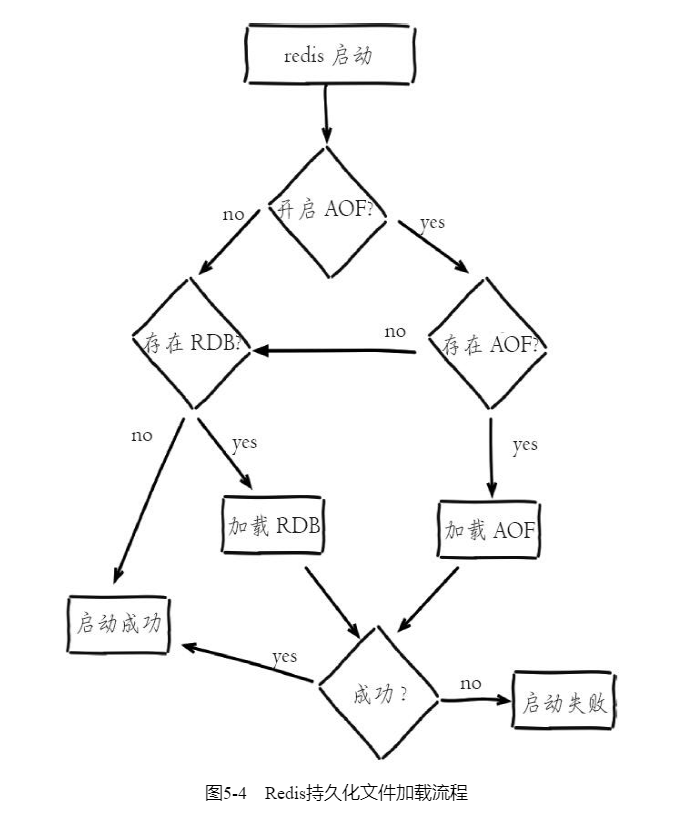 redis 启动
开启 AOF?
no
yes
存在 RDB?
no
存在 AOF?
no
yes
yes
加载 RDB
加载 AOF
启动成功
yes
成功?
no
启动失败
图5-4 Redis持久化文件加载流程